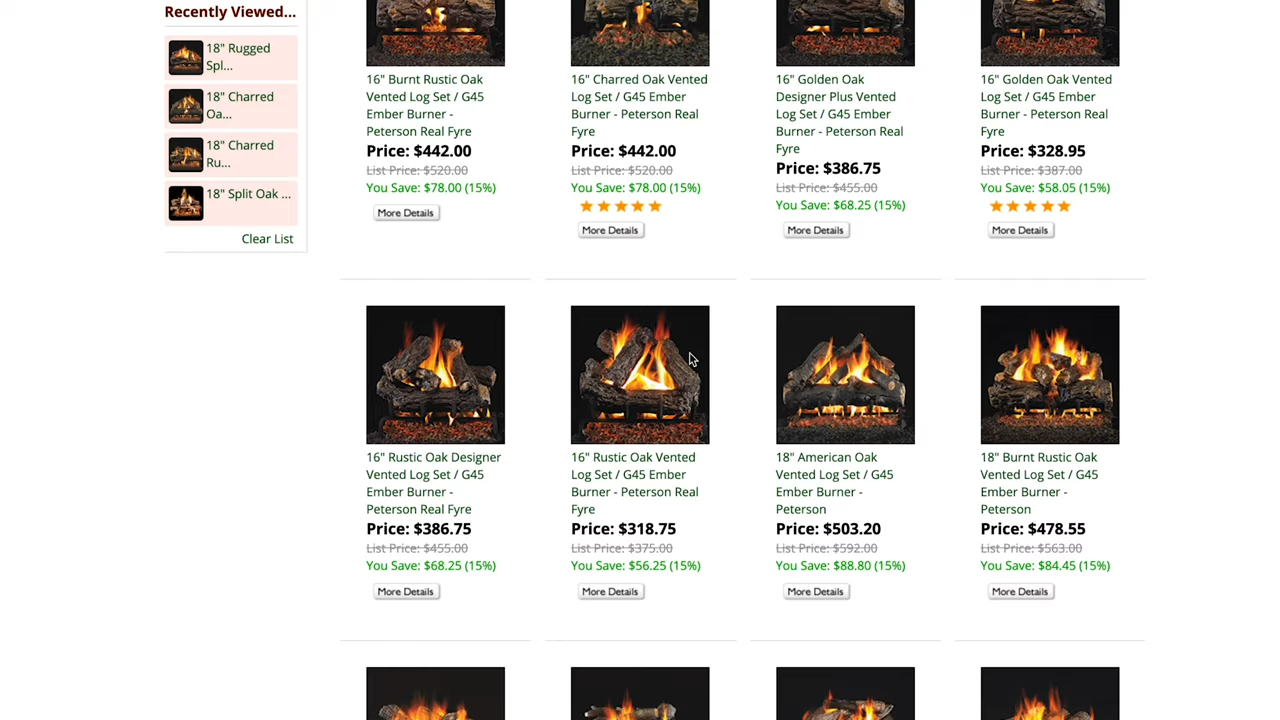 Recently Viewed...
18" Rugged
Spl...
18" Charred
Oa...
18" Charred
Ru...
18" Split Oak ...
Clear List
16" Burnt Rustic Oak
Vented Log Set / G45
Ember Burner -
Peterson Real Fyre
Price: $442.00
List Price: $520.00
You Save: $78.00 (15%)
More Details
16" Charred Oak Vented
Log Set / G45 Ember
Burner - Peterson Real
Fyre
Price: $442.00
List Price: $520.00
You Save: $78.00 (15%)
More Details
16" Golden Oak
Designer Plus Vented
Log Set / G45 Ember
Burner - Peterson Real
Fyre
Price: $386.75
List Price: $455.00
You Save: $68.25 (15%)
More Details
16" Golden Oak Vented
Log Set / G45 Ember
Burner - Peterson Real
Fyre
Price: $328.95
List Price: $387.00
You Save: $58.05 (15%)
More Details
16" Rustic Oak Designer
Vented Log Set / G45
Ember Burner -
Peterson Real Fyre
Price: $386.75
List Price: $455.00
You Save: $68.25 (15%)
More Details
16" Rustic Oak Vented
Log Set / G45 Ember
Burner - Peterson Real
Fyre
Price: $318.75
List Price: $375.00
You Save: $56.25 (15%)
More Details
18" American Oak
Vented Log Set / G45
Ember Burner -
Peterson
Price: $503.20
List Price: $592.00
You Save: $88.80 (15%)
More Details
18" Burnt Rustic Oak
Vented Log Set / G45
Ember Burner -
Peterson
Price: $478.55
List Price: $563.00
You Save: $84.45 (15%)
More Details